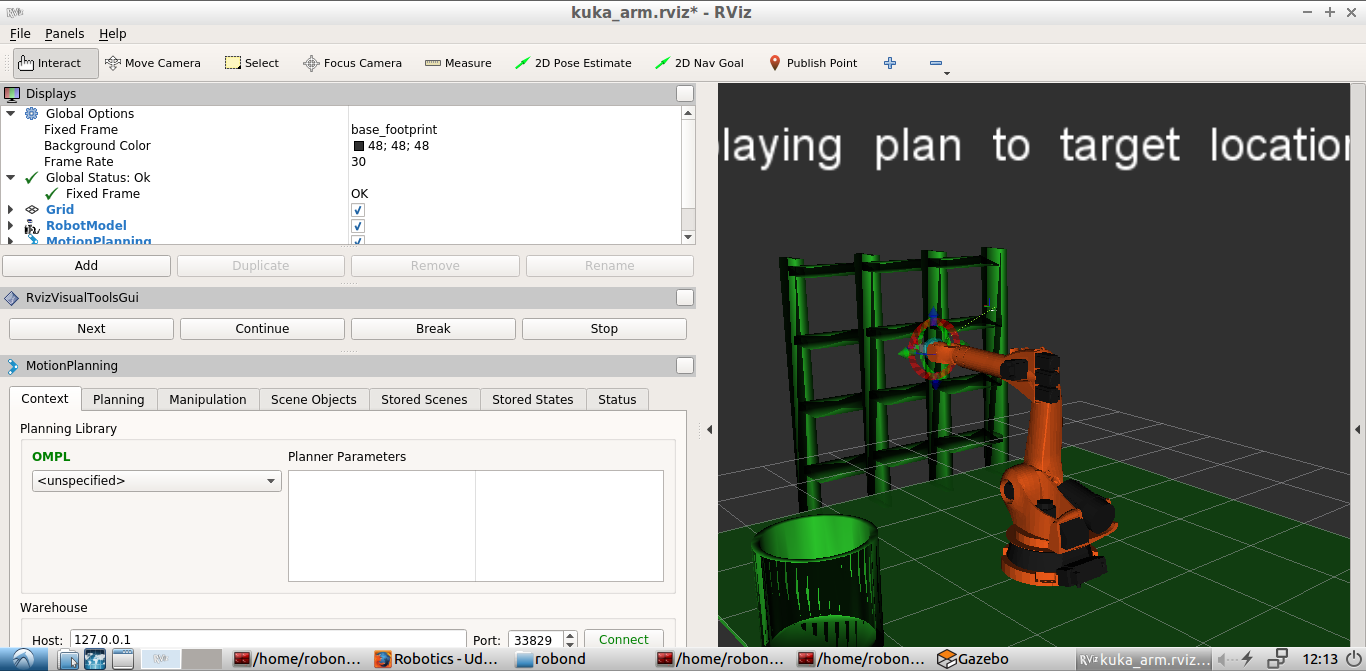 kuka_arm.rviz* - RViz
File Panels Help
Interact Move Camera Select Focus Camera Measure 2D Pose Estimate 2D Nav Goal Publish Point
Displays
Global Options
Fixed Frame base_footprint
Background Color 48; 48; 48
Frame Rate 30
Global Status: Ok
Fixed Frame OK
Grid
RobotModel
MotionPlanning
Add Duplicate Remove Rename
RvizVisualToolsGui
Next Continue Break Stop
MotionPlanning
Context Planning Manipulation Scene Objects Stored Scenes Stored States Status
Planning Library
OMPL Planner Parameters
<unspecified>
Warehouse
Host: 127.0.0.1 Port: 33829 Connect
laying plan to target location
RViz /home/robon... Robotics - Ud... robond /home/robon... /home/robon... Gazebo RViz kuka_arm.rviz... 12:13